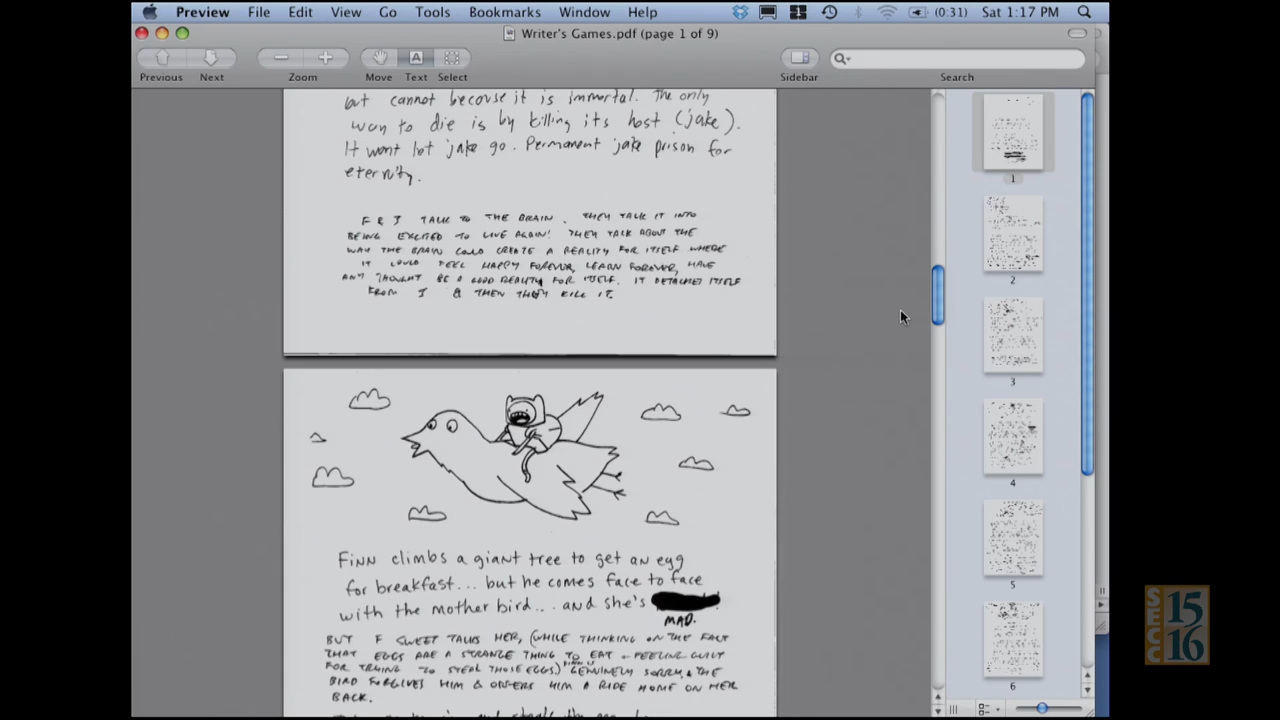 Preview File Edit View Go Tools Bookmarks Window Help (0:31) Sat 1:17 PM
Writer's Games.pdf (page 1 of 9)
Previous Next Zoom Move Text Select Sidebar Search
but cannot becouse it is immortal. The only
way to die is by killing its host (jake).
It wont let jake go. Permanent jake prison for
eternity.
F & J TALK TO THE BRAIN. THEY TALK IT INTO
BEING EXCITED TO LIVE AGAIN! THEY TALK ABOUT THE
WAY THE BRAIN COULD CREATE A REALITY FOR ITSELF WHERE
IT COULD FEEL HAPPY FOREVER, LEARN FOREVER, HAVE
ANY THOUGHT BE A GOOD REALITY FOR ITSELF. IT DETACHES ITSELF
FROM J & THEN THEY KILL IT.
FINN climbs a giant tree to get an egg
for breakfast... but he comes face to face
with the mother bird... and she's
MAD.
BUT F SWEET TALKS HER, (WHILE THINKING ON THE FACT
THAT EGGS ARE A STRANGE THING TO EAT & FEELING GUILT
FOR TRYING TO STEAL THOSE EGGS) FINN IS GENUINELY SORRY, & THE
BIRD FORGIVES HIM & OFFERS HIM A RIDE HOME ON HER
BACK.
1
2
3
4
5
6
SECC
15
16